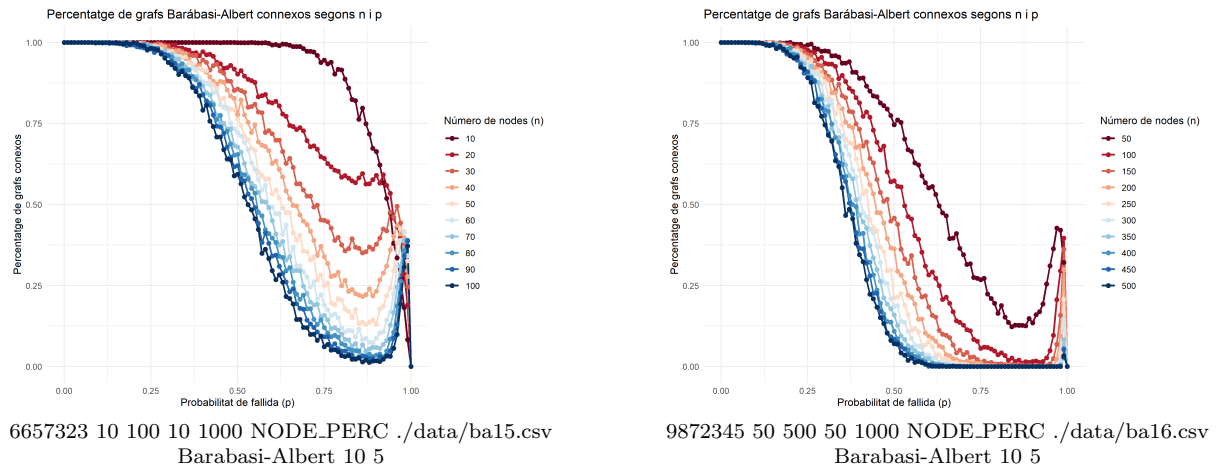 Percentatge de grafs Barábasi-Albert connexos segons n i p
Percentatge de grafs conexos
1.00
0.75
0.50
0.25
0.00
0.00 0.25 0.50 0.75 1.00
Probabilitat de fallida (p)
Número de nodes (n)
10
20
30
40
50
60
70
80
90
100
6657323 10 100 10 1000 NODE_PERC ./data/ba15.csv
Barabasi-Albert 10 5
Percentatge de grafs Barábasi-Albert connexos segons n i p
Percentatge de grafs conexos
1.00
0.75
0.50
0.25
0.00
0.00 0.25 0.50 0.75 1.00
Probabilitat de fallida (p)
Número de nodes (n)
50
100
150
200
250
300
350
400
450
500
9872345 50 500 50 1000 NODE_PERC ./data/ba16.csv
Barabasi-Albert 10 5